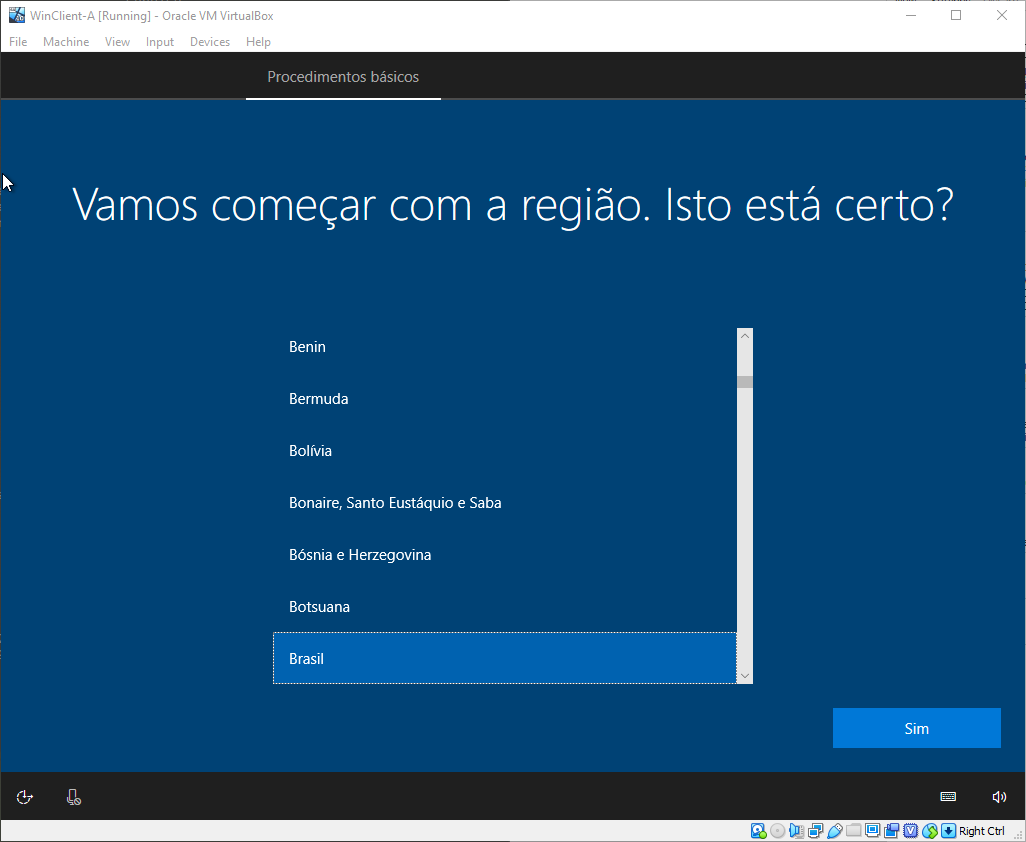 WinClient-A [Running] - Oracle VM VirtualBox
File Machine View Input Devices Help
Procedimentos básicos
Vamos começar com a região. Isto está certo?
Benin
Bermuda
Bolívia
Bonaire, Santo Eustáquio e Saba
Bósnia e Herzegovina
Botsuana
Brasil
Sim
Right Ctrl